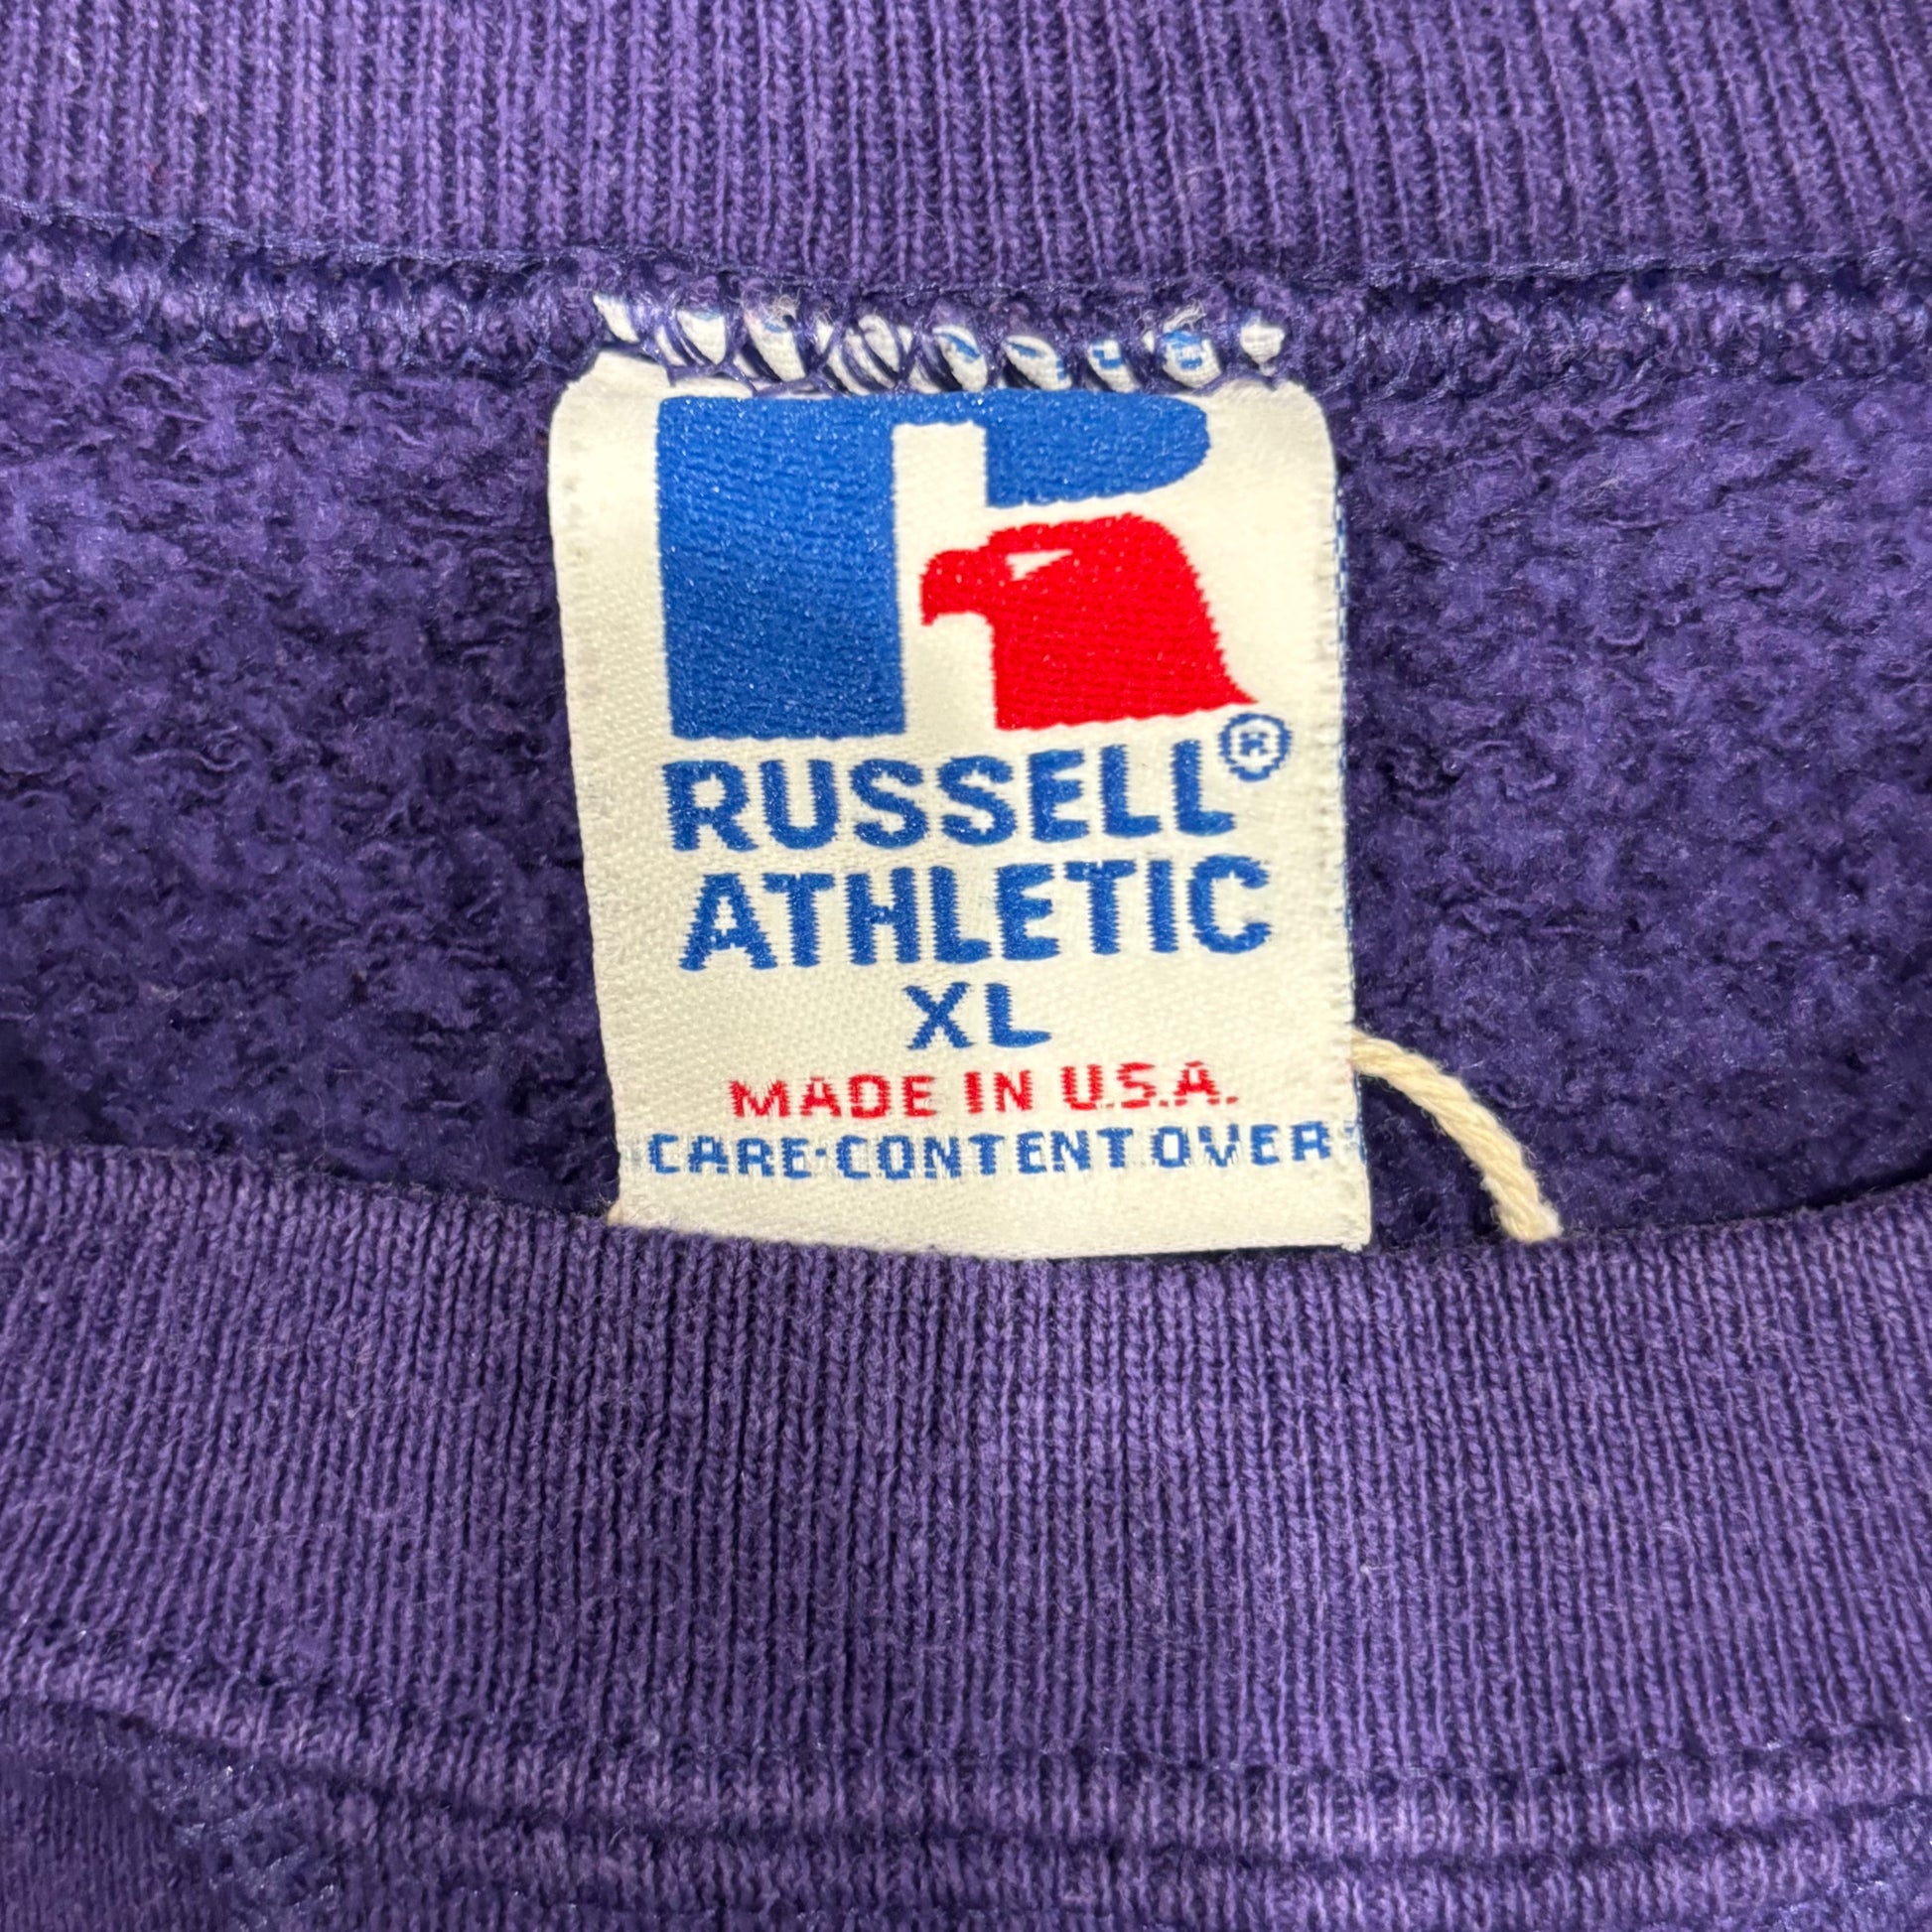 RUSSELL®
ATHLETIC
XL
MADE IN U.S.A.
CARE·CONTENT OVER